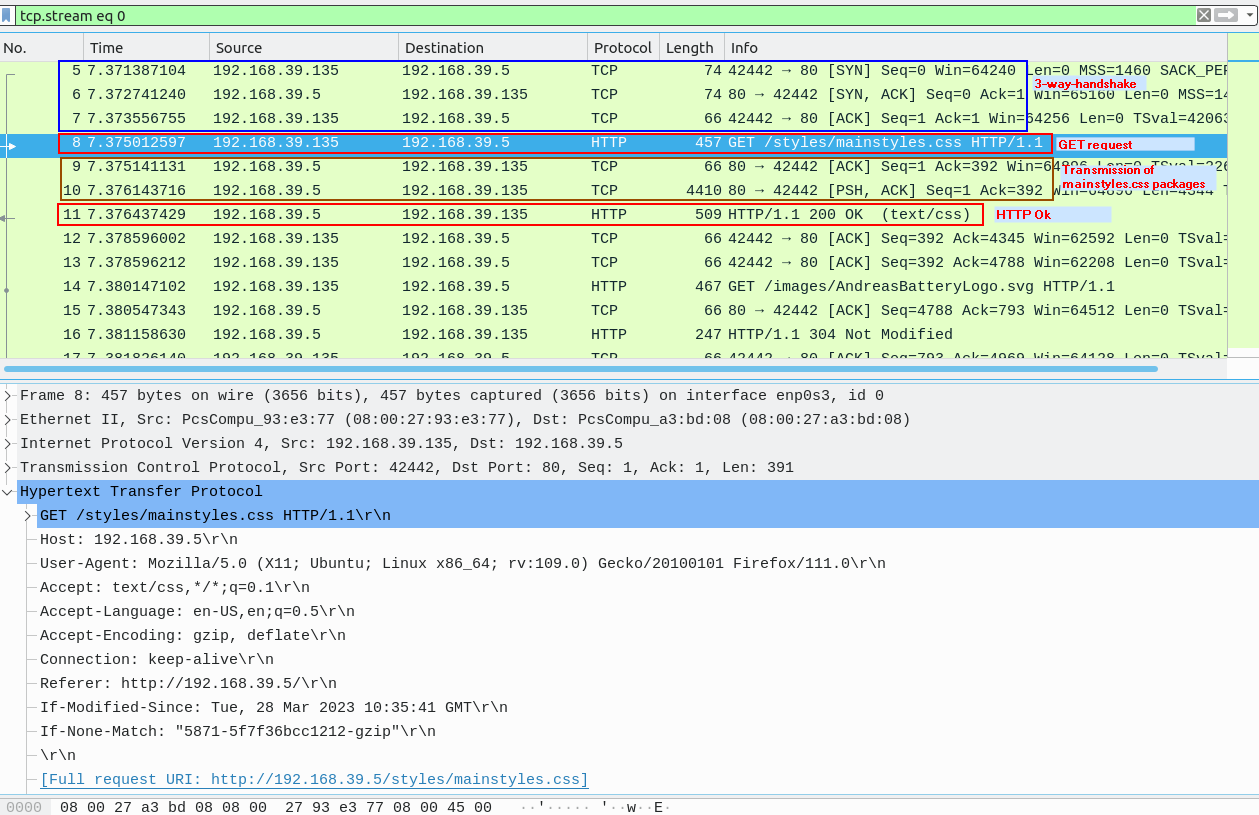 tcp.stream eq 0
No. Time Source Destination Protocol Length Info
5 7.371387104 192.168.39.135 192.168.39.5 TCP 74 42442 → 80 [SYN] Seq=0 Win=64240 Len=0 MSS=1460 SACK_PER
3-way-handshake
6 7.372741240 192.168.39.5 192.168.39.135 TCP 74 80 → 42442 [SYN, ACK] Seq=0 Ack=1 Win=65160 Len=0 MSS=14
7 7.373556755 192.168.39.135 192.168.39.5 TCP 66 42442 → 80 [ACK] Seq=1 Ack=1 Win=64256 Len=0 TSval=42063
8 7.375012597 192.168.39.135 192.168.39.5 HTTP 457 GET /styles/mainstyles.css HTTP/1.1 GET request
9 7.375141131 192.168.39.5 192.168.39.135 TCP 66 80 → 42442 [ACK] Seq=1 Ack=392 Win=64896 Len=0
Transmission of
mainstyles.css packages
10 7.376143716 192.168.39.5 192.168.39.135 TCP 4410 80 → 42442 [PSH, ACK] Seq=1 Ack=392 Win=64896 Len=4344
11 7.376437429 192.168.39.5 192.168.39.135 HTTP 509 HTTP/1.1 200 OK (text/css) HTTP Ok
12 7.378596002 192.168.39.135 192.168.39.5 TCP 66 42442 → 80 [ACK] Seq=392 Ack=4345 Win=62592 Len=0 TSval=
13 7.378596212 192.168.39.135 192.168.39.5 TCP 66 42442 → 80 [ACK] Seq=392 Ack=4788 Win=62208 Len=0 TSval=
14 7.380147102 192.168.39.135 192.168.39.5 HTTP 467 GET /images/AndreasBatteryLogo.svg HTTP/1.1
15 7.380547343 192.168.39.5 192.168.39.135 TCP 66 80 → 42442 [ACK] Seq=4788 Ack=793 Win=64512 Len=0 TSval=
16 7.381158630 192.168.39.5 192.168.39.135 HTTP 247 HTTP/1.1 304 Not Modified
17 7.381826140 192.168.39.135 192.168.39.5 TCP 66 42442 → 80 [ACK] Seq=793 Ack=4969 Win=64128 Len=0 TSval=
Frame 8: 457 bytes on wire (3656 bits), 457 bytes captured (3656 bits) on interface enp0s3, id 0
Ethernet II, Src: PcsCompu_93:e3:77 (08:00:27:93:e3:77), Dst: PcsCompu_a3:bd:08 (08:00:27:a3:bd:08)
Internet Protocol Version 4, Src: 192.168.39.135, Dst: 192.168.39.5
Transmission Control Protocol, Src Port: 42442, Dst Port: 80, Seq: 1, Ack: 1, Len: 391
Hypertext Transfer Protocol
GET /styles/mainstyles.css HTTP/1.1\r\n
Host: 192.168.39.5\r\n
User-Agent: Mozilla/5.0 (X11; Ubuntu; Linux x86_64; rv:109.0) Gecko/20100101 Firefox/111.0\r\n
Accept: text/css,*/*;q=0.1\r\n
Accept-Language: en-US,en;q=0.5\r\n
Accept-Encoding: gzip, deflate\r\n
Connection: keep-alive\r\n
Referer: http://192.168.39.5/\r\n
If-Modified-Since: Tue, 28 Mar 2023 10:35:41 GMT\r\n
If-None-Match: "5871-5f7f36bcc1212-gzip"\r\n
\r\n
[Full request URI: http://192.168.39.5/styles/mainstyles.css]
0000 08 00 27 a3 bd 08 08 00 27 93 e3 77 08 00 45 00 ··'····· '··w··E·